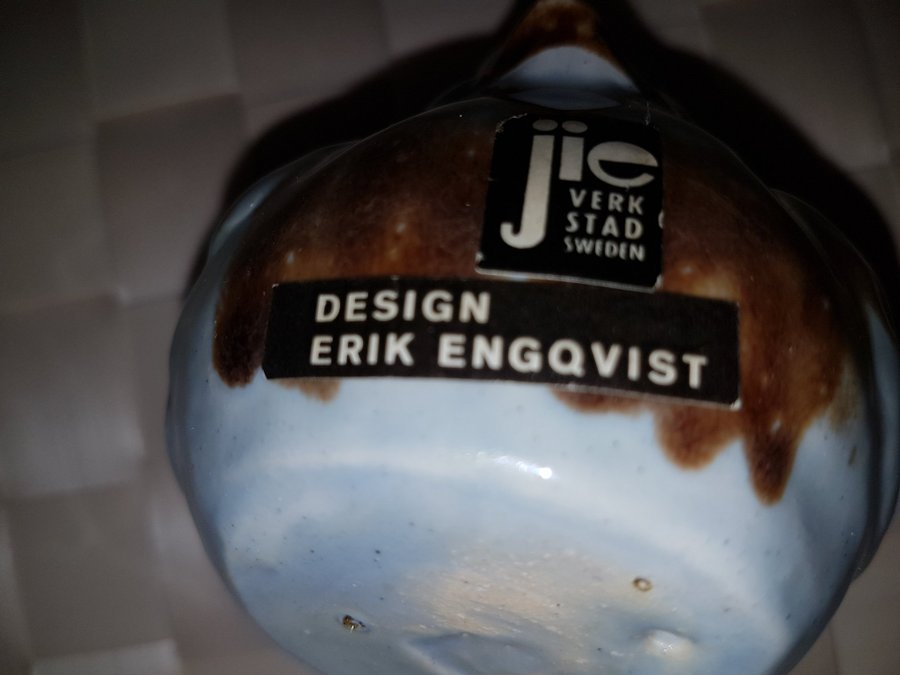 jie
VERK
STAD
SWEDEN
DESIGN
ERIK ENGQVIST